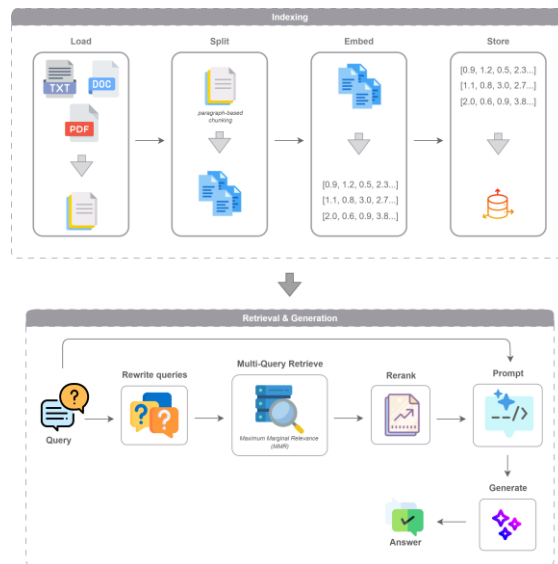 Indexing
Load
Split
Embed
Store
TXT
DOC
PDF
paragraph-based
chunking
[0.9, 1.2, 0.5, 2.3...]
[1.1, 0.8, 3.0, 2.7...]
[2.0, 0.6, 0.9, 3.8...]
[0.9, 1.2, 0.5, 2.3...]
[1.1, 0.8, 3.0, 2.7...]
[2.0, 0.6, 0.9, 3.8...]
Retrieval & Generation
Query
Rewrite queries
Multi-Query Retrieve
Maximum Marginal Relevance
(MMR)
Rerank
Prompt
Generate
Answer